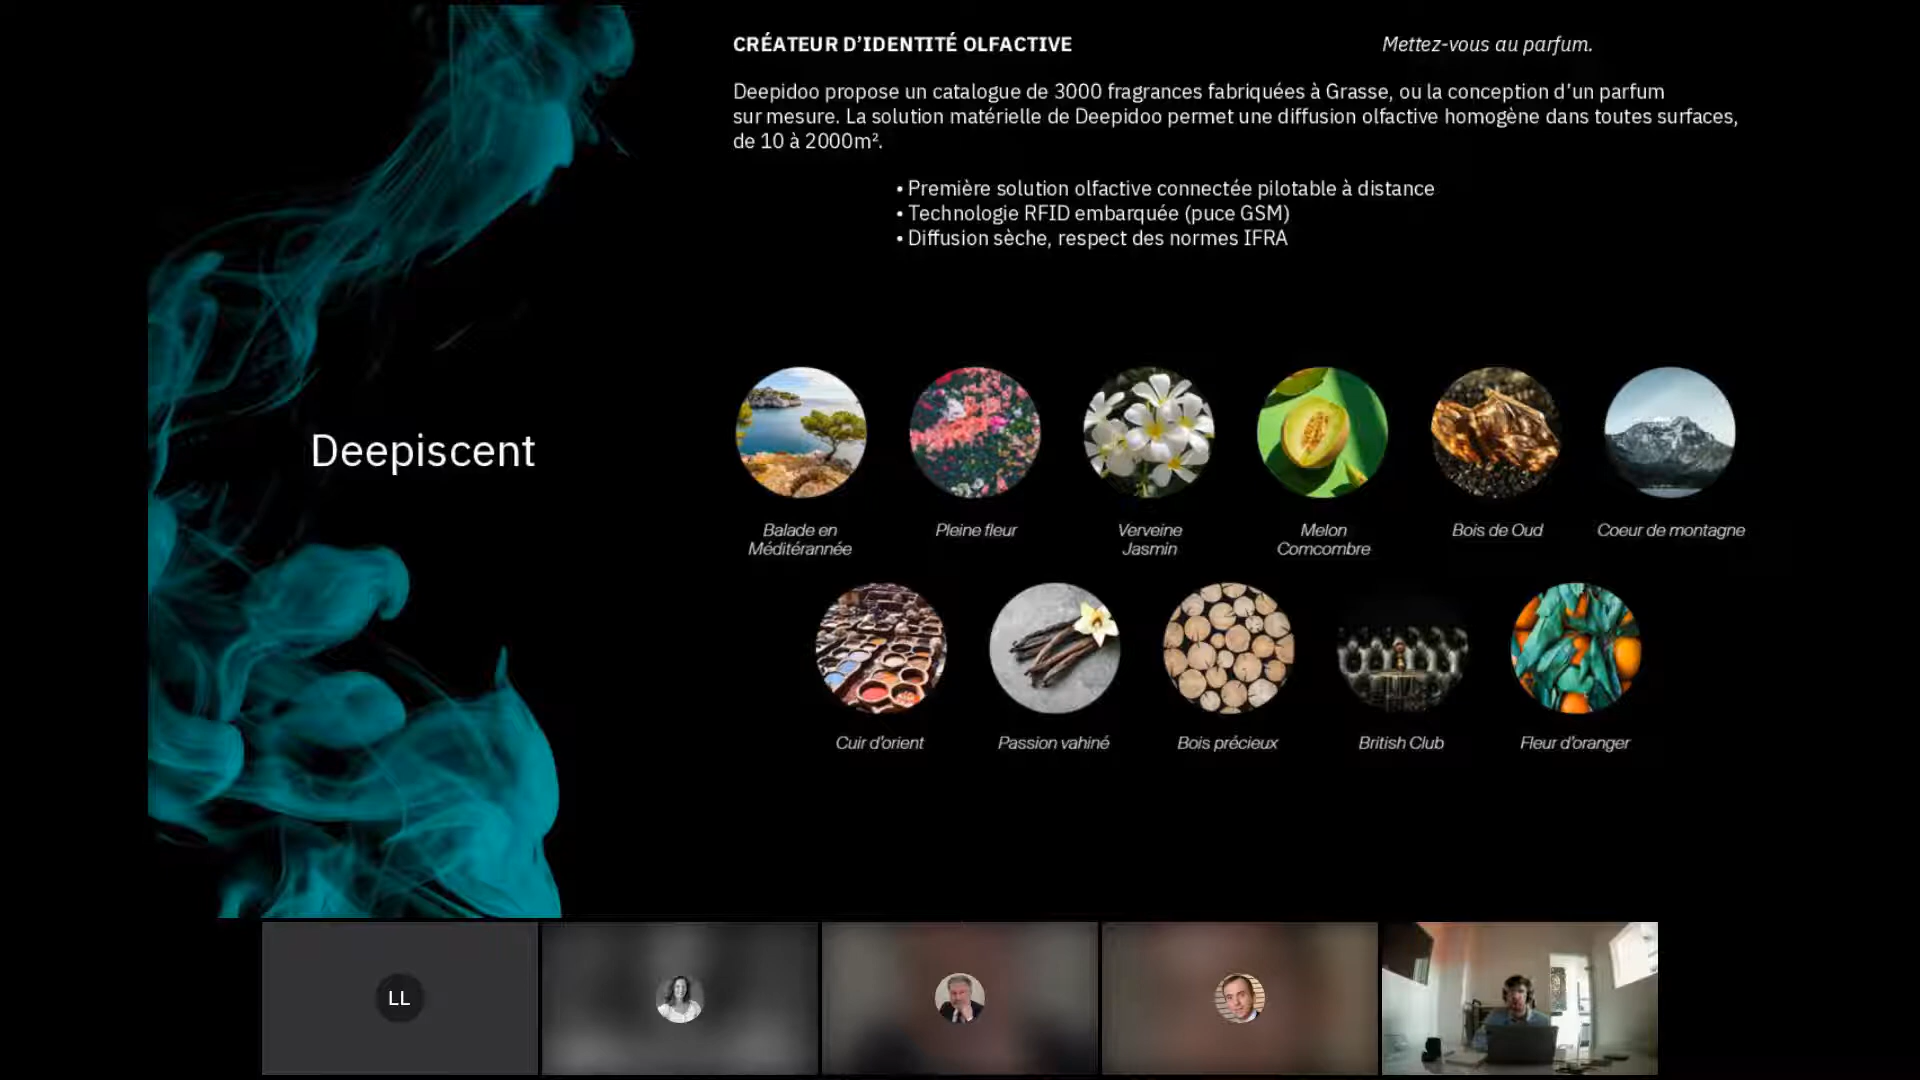 CRÉATEUR D'IDENTITÉ OLFACTIVE
Mettez-vous au parfum.
Deepidoo propose un catalogue de 3000 fragrances fabriquées à Grasse, ou la conception d'un parfum
sur mesure. La solution matérielle de Deepidoo permet une diffusion olfactive homogène dans toutes surfaces,
de 10 à 2000m².
• Première solution olfactive connectée pilotable à distance
• Technologie RFID embarquée (puce GSM)
• Diffusion sèche, respect des normes IFRA
Deepiscent
Balade en
Méditérannée
Pleine fleur
Verveine
Jasmin
Melon
Comcombre
Bois de Oud
Coeur de montagne
Cuir d'orient
Passion vahiné
Bois précieux
British Club
Fleur d'oranger
LL